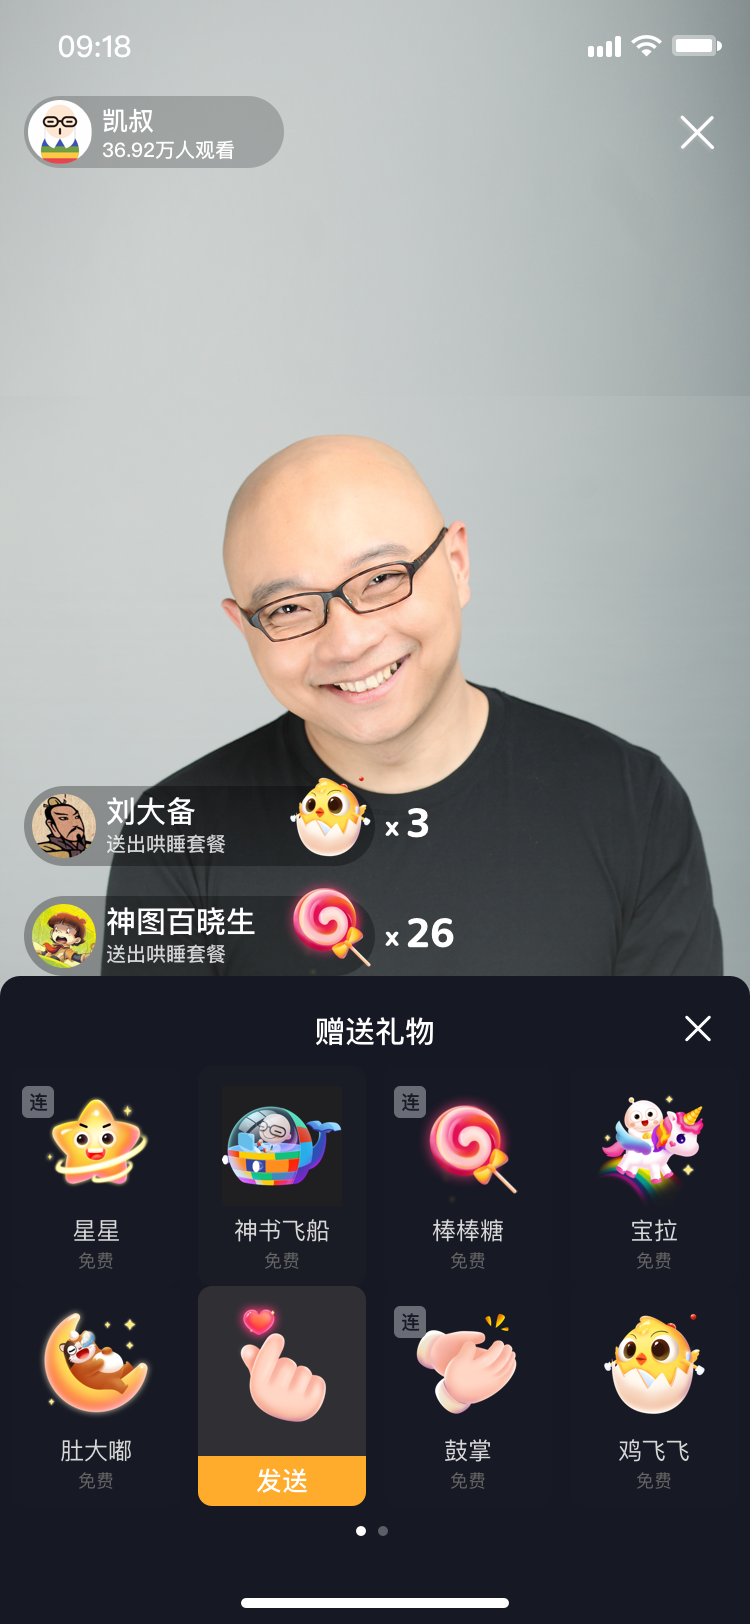 09:18
凯叔
36.92万人观看
刘大备
送出哄睡套餐
x 3
神图百晓生
送出哄睡套餐
x 26
赠送礼物
连
星星
免费
神书飞船
免费
连
棒棒糖
免费
宝拉
免费
肚大嘟
免费
发送
连
鼓掌
免费
鸡飞飞
免费